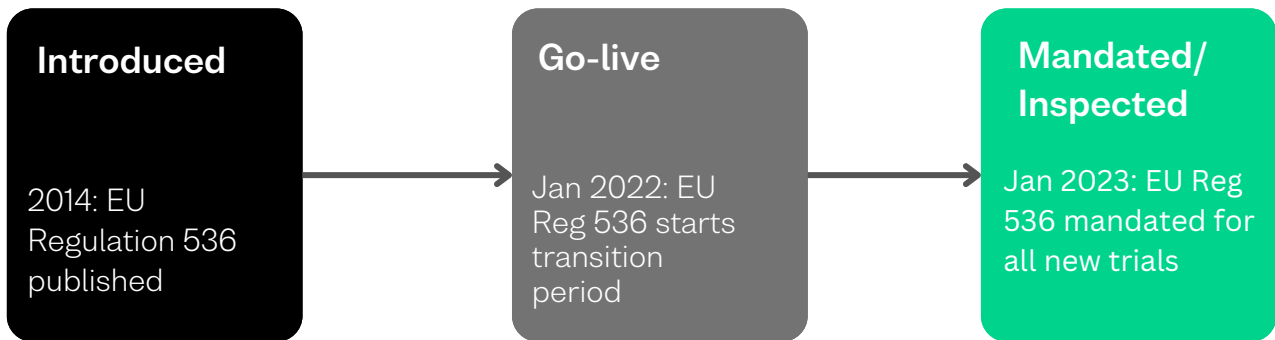 Introduced
2014: EU
Regulation 536
published
Go-live
Jan 2022: EU
Reg 536 starts
transition
period
Mandated/
Inspected
Jan 2023: EU Reg
536 mandated for
all new trials